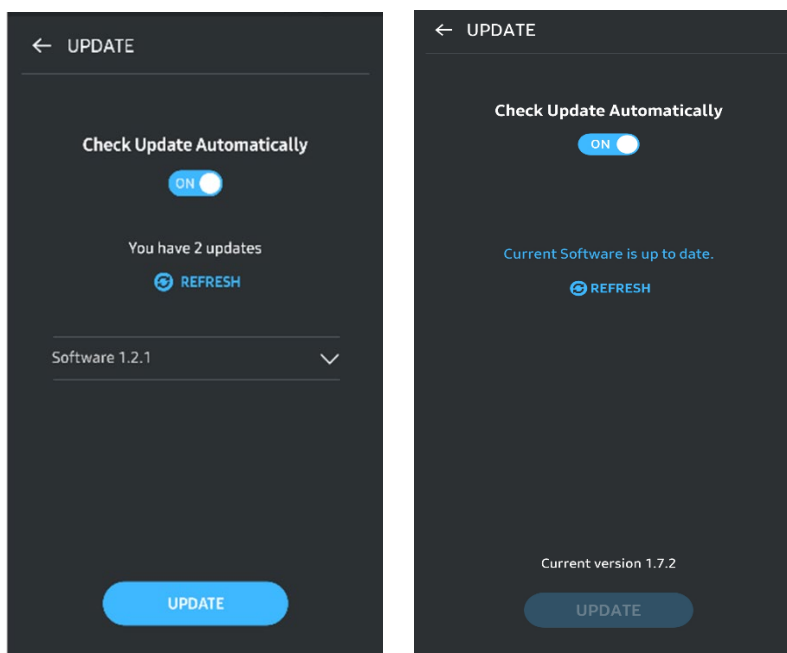 UPDATE
Check Update Automatically
ON
You have 2 updates
REFRESH
Software 1.2.1
UPDATE
UPDATE
Check Update Automatically
ON
Current Software is up to date.
REFRESH
Current version 1.7.2
UPDATE